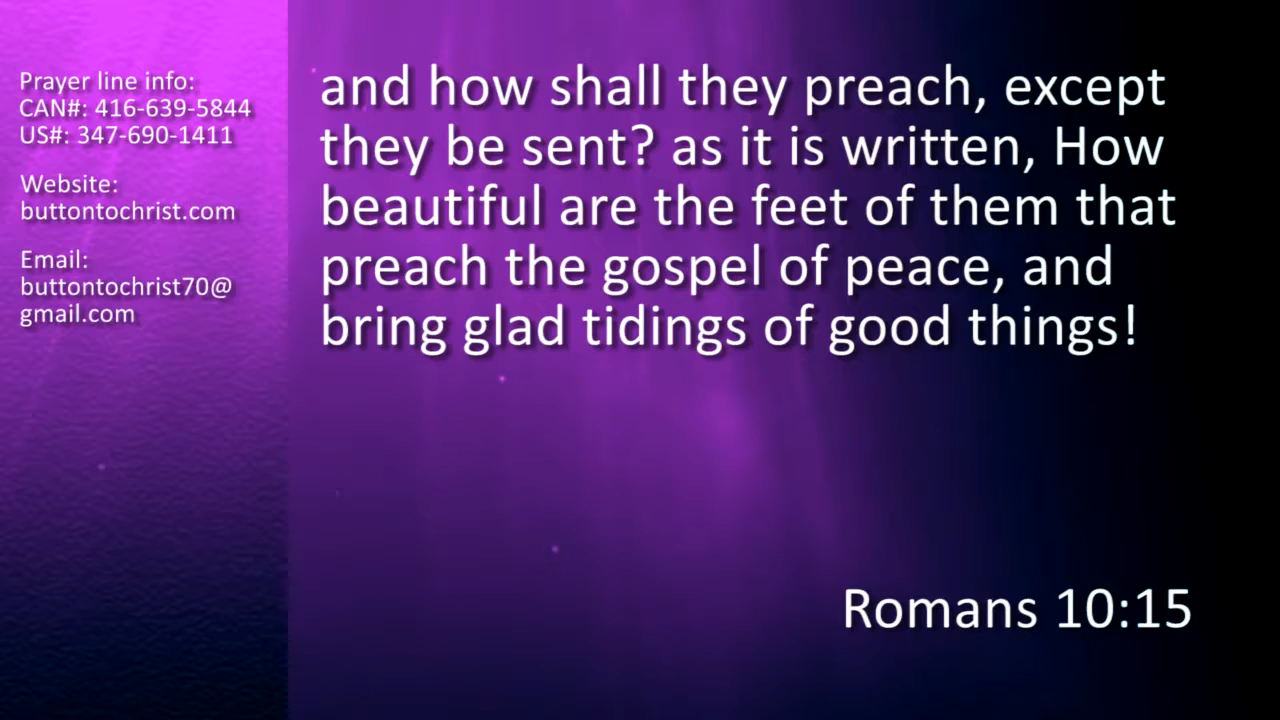 Prayer line info:
CAN#: 416-639-5844
US#: 347-690-1411
Website:
buttontochrist.com
Email:
buttontochrist70@
gmail.com
and how shall they preach, except
they be sent? as it is written, How
beautiful are the feet of them that
preach the gospel of peace, and
bring glad tidings of good things!
Romans 10:15